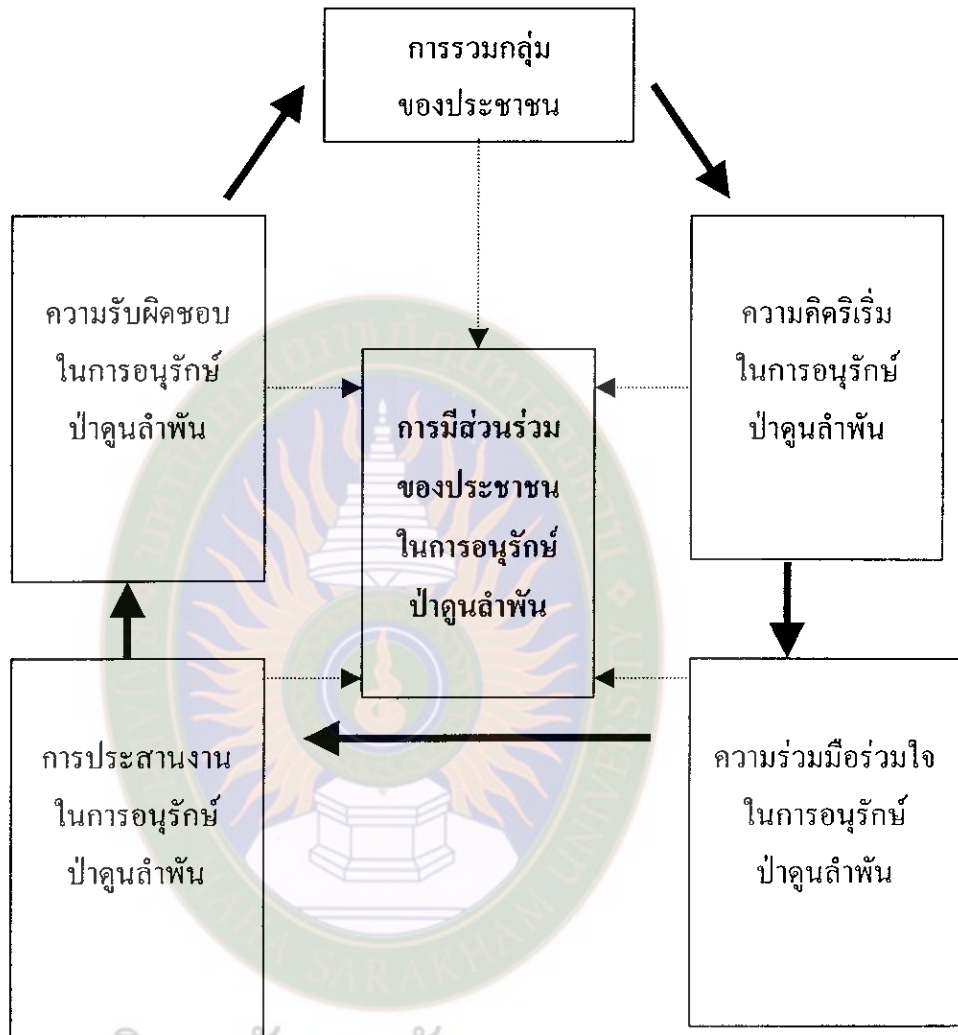 การรวมกลุ่ม
ของประชาชน
ความรับผิดชอบ
ในการอนุรักษ์
ป่าดูนลำพัน
ความคิดริเริ่ม
ในการอนุรักษ์
ป่าดูนลำพัน
การมีส่วนร่วม
ของประชาชน
ในการอนุรักษ์
ป่าดูนลำพัน
การประสานงาน
ในการอนุรักษ์
ป่าดูนลำพัน
ความร่วมมือร่วมใจ
ในการอนุรักษ์
ป่าดูนลำพัน
MAHA SARAKHAM UNIVERSITY